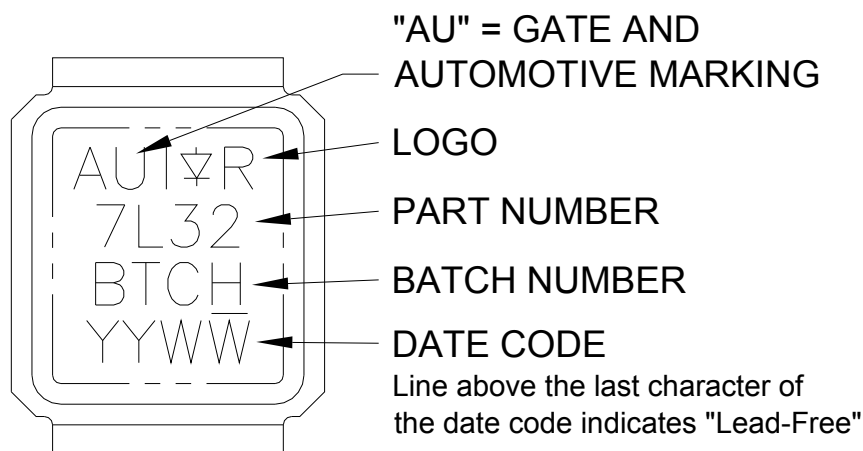 "AU" = GATE AND
AUTOMOTIVE MARKING
AUI R
LOGO
7L32
PART NUMBER
BTCH
BATCH NUMBER
YYWW̅
DATE CODE
Line above the last character of
the date code indicates "Lead-Free"